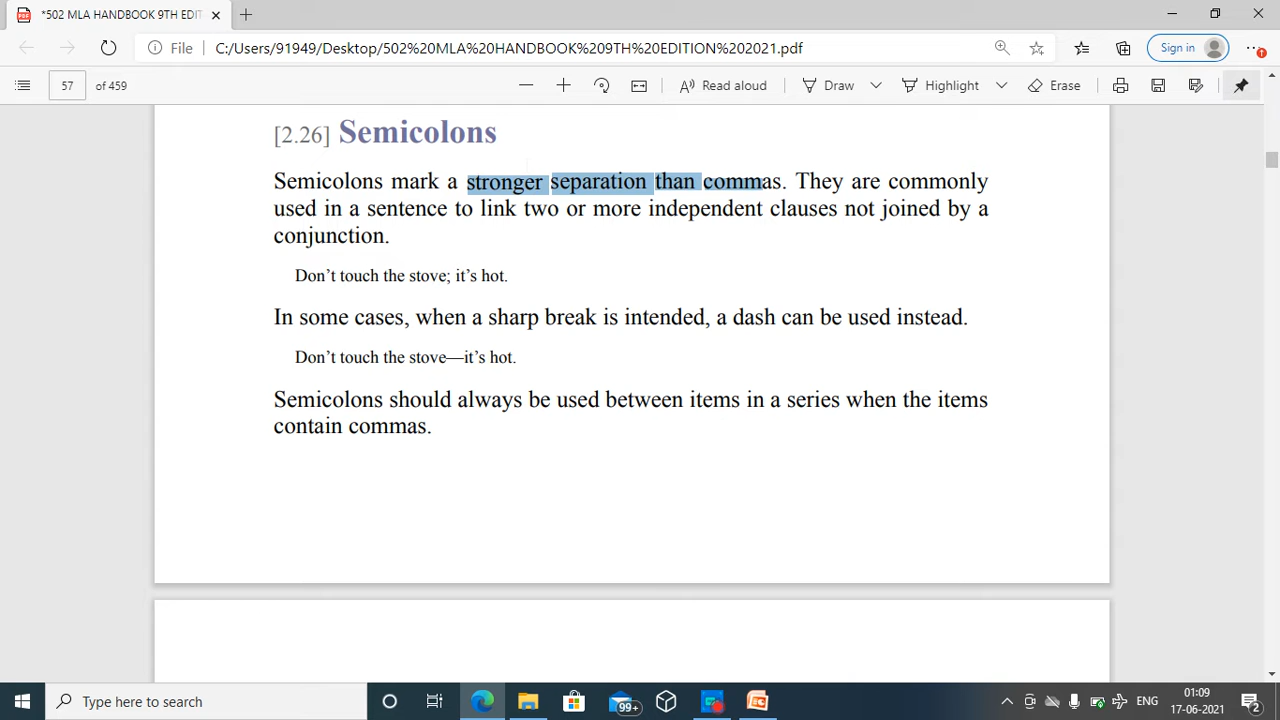 *502 MLA HANDBOOK 9TH EDIT
File
C:/Users/91949/Desktop/502%20MLA%20HANDBOOK%209TH%20EDITION%202021.pdf
Sign in
57 of 459
Read aloud
Draw
Highlight
Erase
[2.26] Semicolons
Semicolons mark a stronger separation than commas. They are commonly
used in a sentence to link two or more independent clauses not joined by a
conjunction.
Don’t touch the stove; it’s hot.
In some cases, when a sharp break is intended, a dash can be used instead.
Don’t touch the stove—it’s hot.
Semicolons should always be used between items in a series when the items
contain commas.
Type here to search
99+
ENG
01:09
17-06-2021
2